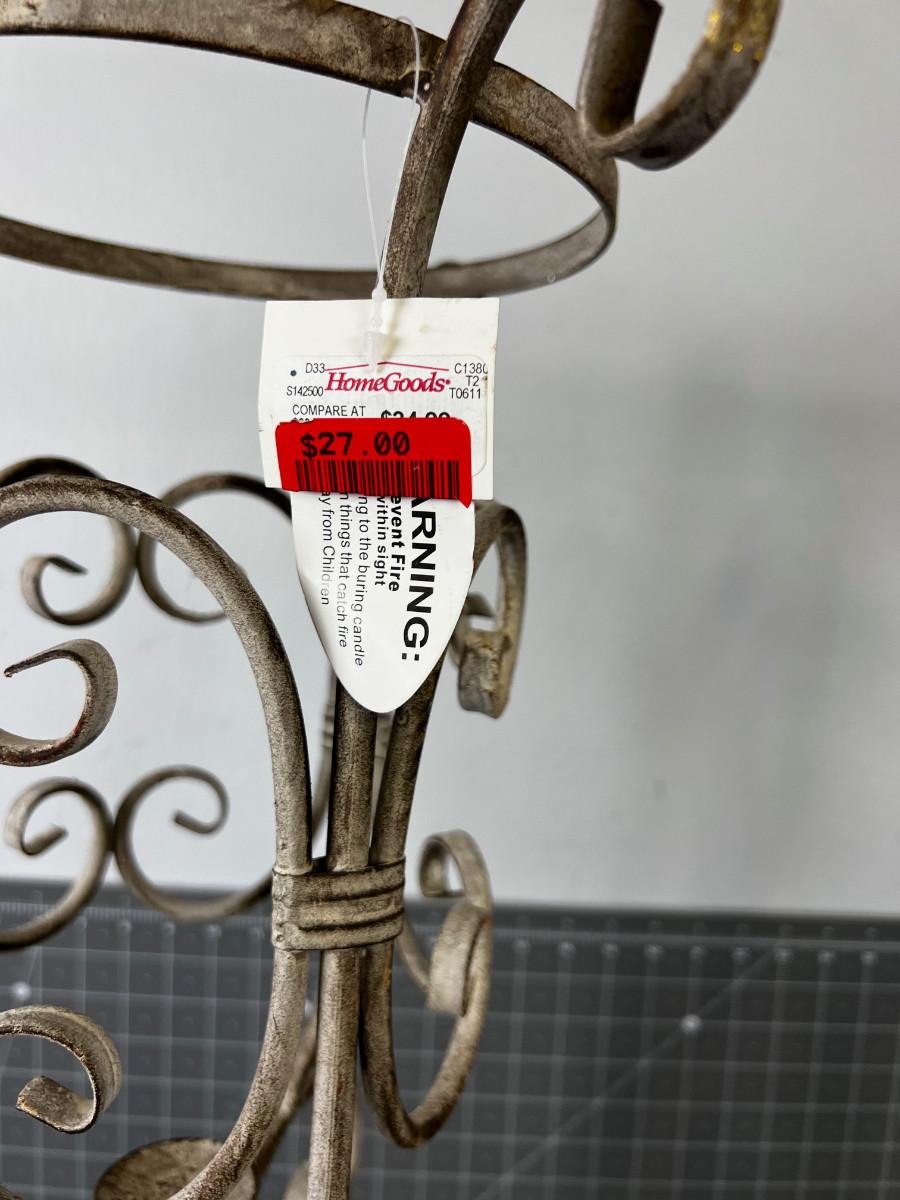 D33
C1380
HomeGoods
T2
S142500
T0611
COMPARE AT
$27.00
ARNING:
event Fire
within sight
ng to the buring candle
n things that catch fire
ay from Children